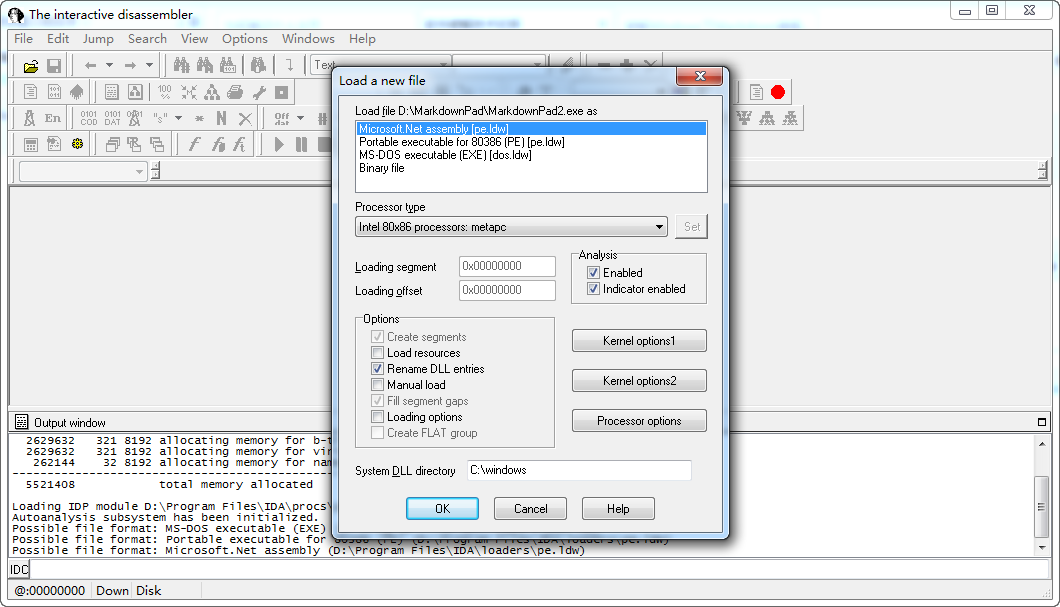 The interactive disassembler
File Edit Jump Search View Options Windows Help
Text
En
Off
Load a new file
Load file D:\MarkdownPad\MarkdownPad2.exe as
Microsoft.Net assembly [pe.ldw]
Portable executable for 80386 (PE) [pe.ldw]
MS-DOS executable (EXE) [dos.ldw]
Binary file
Processor type
Intel 80x86 processors: metapc
Set
Loading segment 0x00000000
Loading offset 0x00000000
Analysis
Enabled
Indicator enabled
Options
Create segments
Load resources
Rename DLL entries
Manual load
Fill segment gaps
Loading options
Create FLAT group
Kernel options1
Kernel options2
Processor options
System DLL directory C:\windows
OK Cancel Help
Output window
2629632 321 8192 allocating memory for b-t
2629632 321 8192 allocating memory for vir
262144 32 8192 allocating memory for nam
5521408 total memory allocated
Loading IDP module D:\Program Files\IDA\procs\
Autoanalysis subsystem has been initialized.
Possible file format: MS-DOS executable (EXE)
Possible file format: Portable executable for 80386 (PE) (D:\Program Files\IDA\loaders\pe.ldw)
Possible file format: Microsoft.Net assembly (D:\Program Files\IDA\loaders\pe.ldw)
IDC
@:00000000 Down Disk